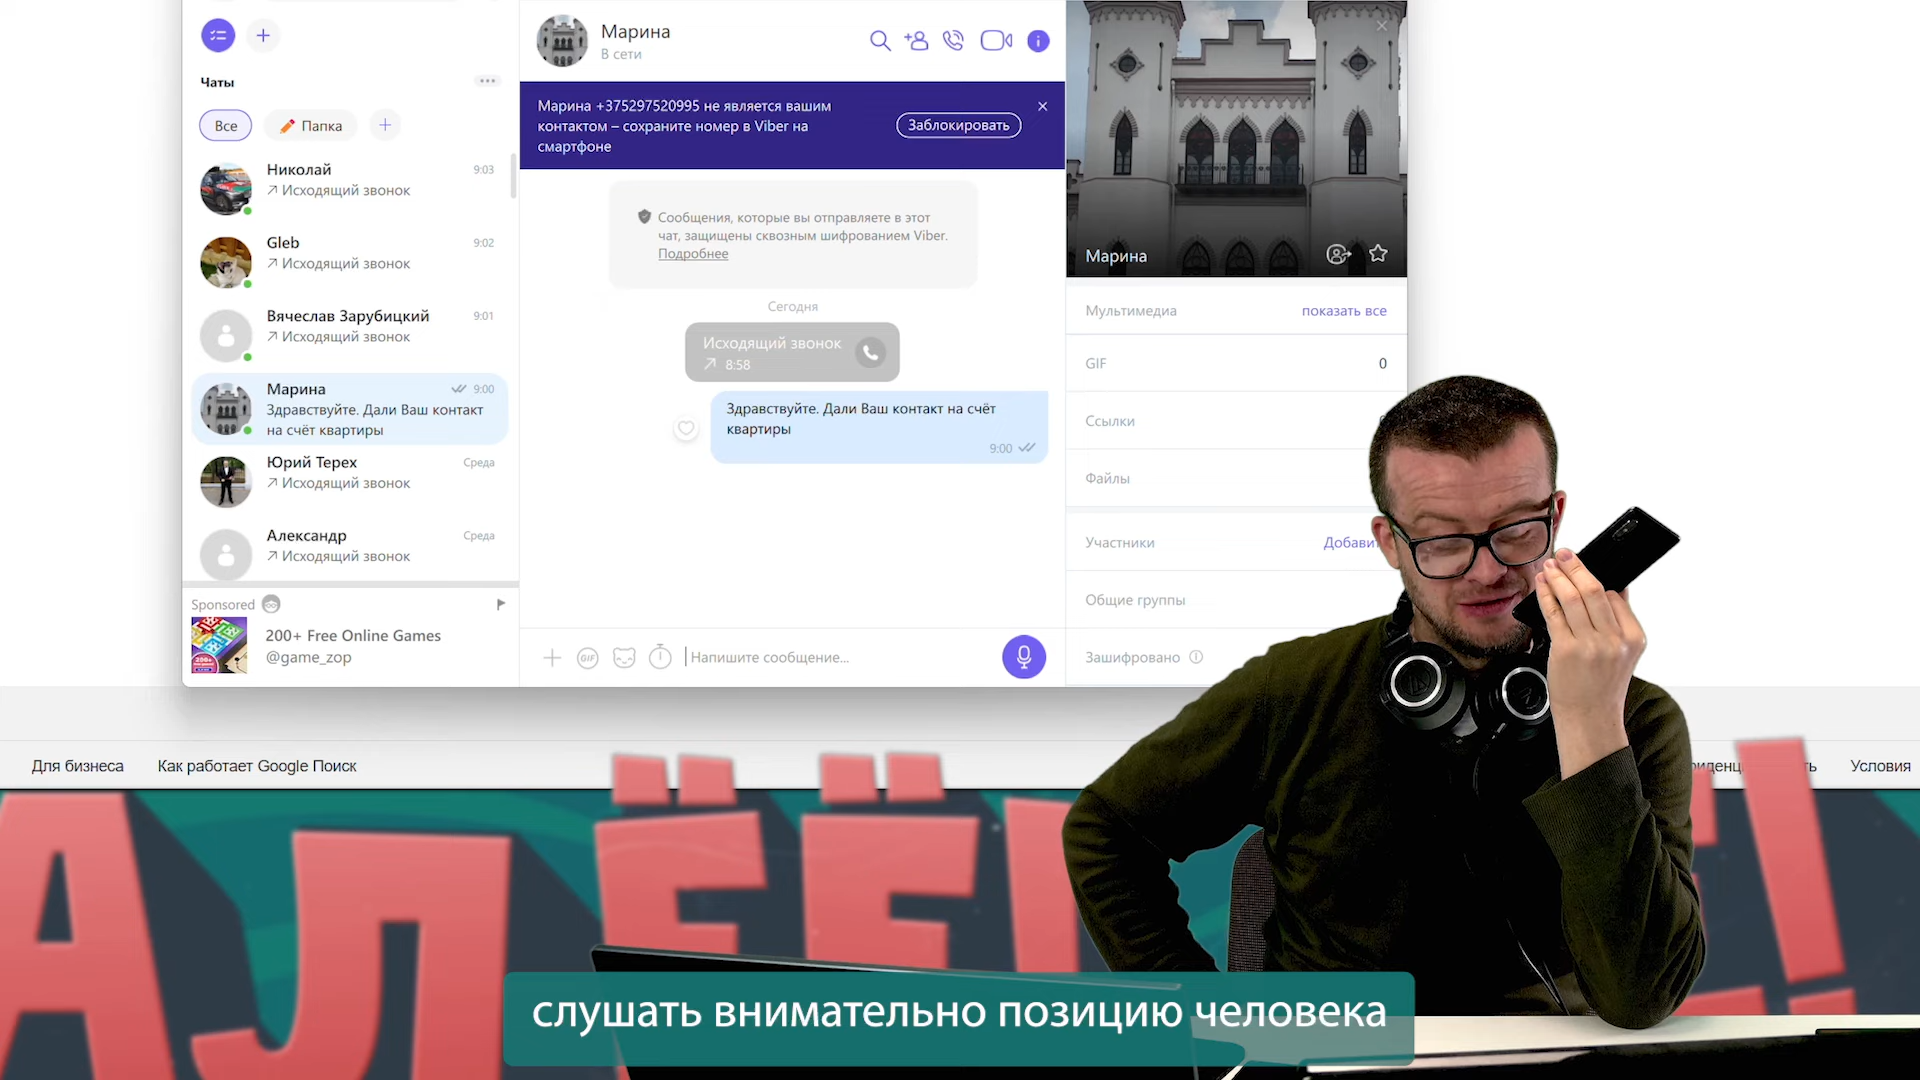 Чаты
Все
Папка
Николай
9:03
Исходящий звонок
Gleb
9:02
Исходящий звонок
Вячеслав Зарубицкий
9:01
Исходящий звонок
Марина
9:00
Здравствуйте. Дали Ваш контакт
на счёт квартиры
Юрий Терех
Среда
Исходящий звонок
Александр
Среда
Исходящий звонок
Sponsored
200+ Free Online Games
@game_zop
Марина
В сети
Марина +375297520995 не является вашим
контактом – сохраните номер в Viber на
смартфоне
Заблокировать
Сообщения, которые вы отправляете в этот
чат, защищены сквозным шифрованием Viber.
Подробнее
Сегодня
Исходящий звонок
8:58
Здравствуйте. Дали Ваш контакт на счёт
квартиры
9:00
GIF
Напишите сообщение...
Марина
Мультимедиа
показать все
GIF
0
Ссылки
Файлы
Участники
Добави
Общие группы
Зашифровано
Для бизнеса
Как работает Google Поиск
Условия
слушать внимательно позицию человека